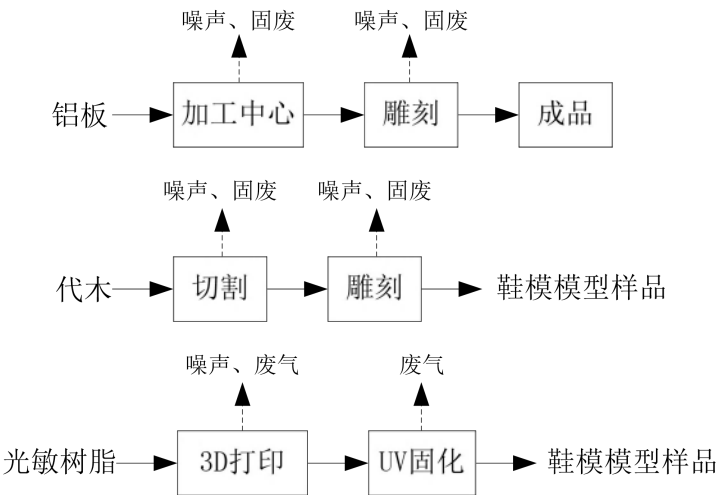 噪声、固废 噪声、固废
铝板 加工中心 雕刻 成品
噪声、固废 噪声、固废
代木 切割 雕刻 鞋模模型样品
噪声、废气 废气
光敏树脂 3D打印 UV固化 鞋模模型样品